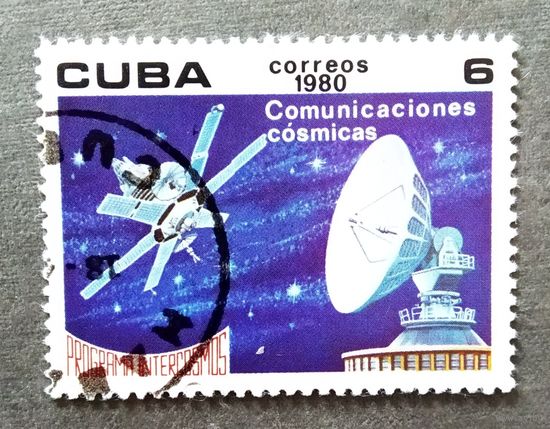 CUBA correos 6
1980
Comunicaciones
cósmicas
PROGRAMA INTERCOSMOS